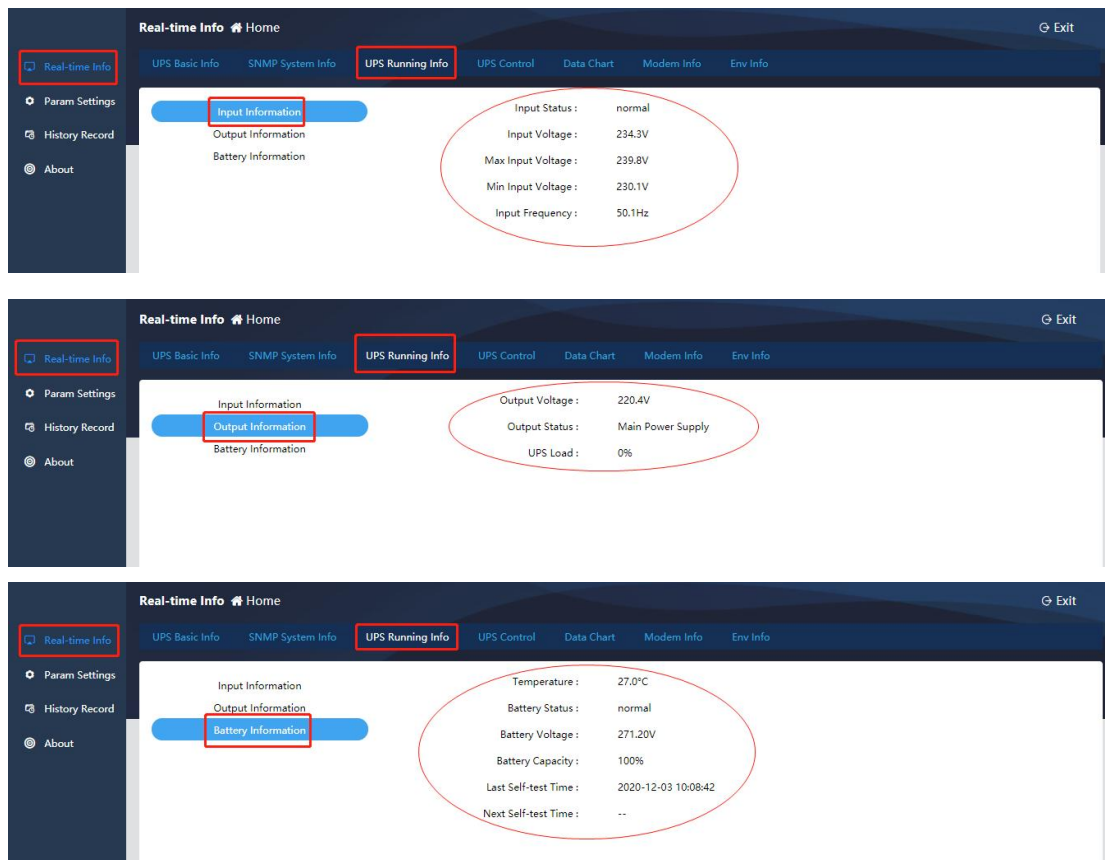 Real-time Info Home Exit
Real-time Info UPS Basic Info SNMP System Info UPS Running Info UPS Control Data Chart Modem Info Env Info
Param Settings Input Information Input Status : normal
History Record Output Information Input Voltage : 234.3V
About Battery Information Max Input Voltage : 239.8V
Min Input Voltage : 230.1V
Input Frequency : 50.1Hz
Real-time Info Home Exit
Real-time Info UPS Basic Info SNMP System Info UPS Running Info UPS Control Data Chart Modem Info Env Info
Param Settings Input Information Output Voltage : 220.4V
History Record Output Information Output Status : Main Power Supply
About Battery Information UPS Load : 0%
Real-time Info Home Exit
Real-time Info UPS Basic Info SNMP System Info UPS Running Info UPS Control Data Chart Modem Info Env Info
Param Settings Input Information Temperature : 27.0°C
History Record Output Information Battery Status : normal
About Battery Information Battery Voltage : 271.20V
Battery Capacity : 100%
Last Self-test Time : 2020-12-03 10:08:42
Next Self-test Time : --